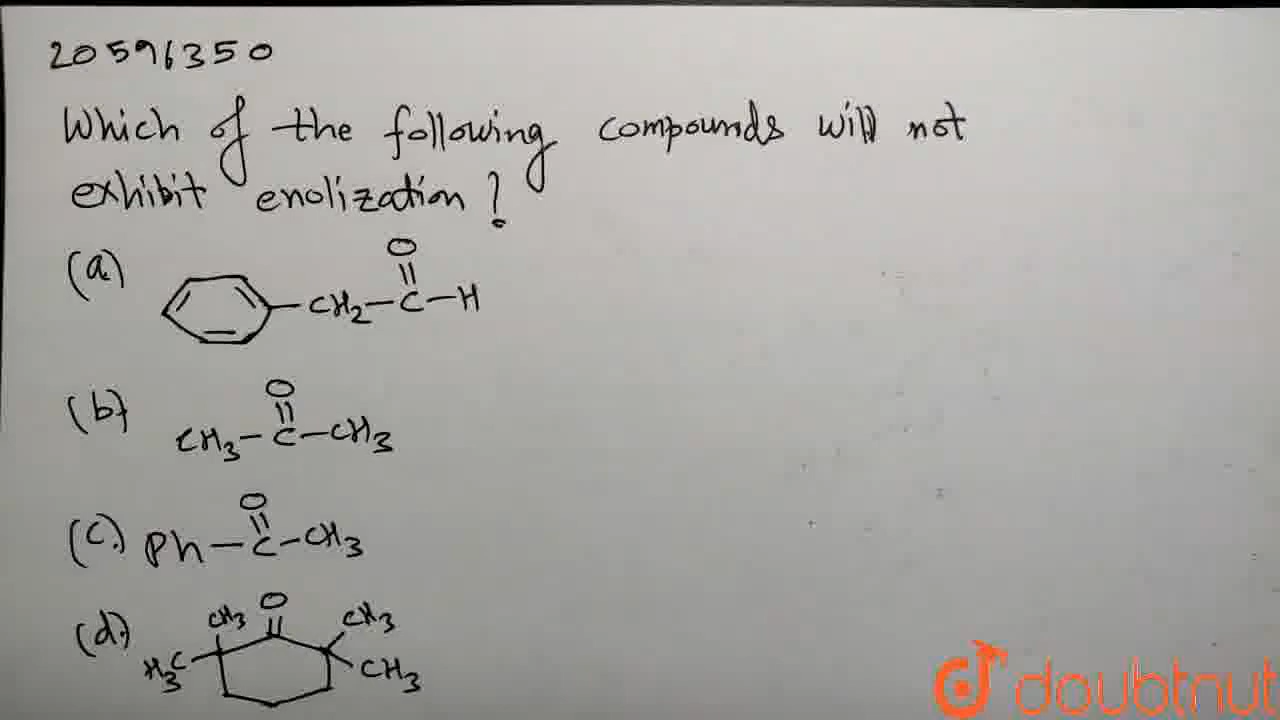 20596350
Which of the following compounds will not
exhibit enolization?
(a)
O
CH2-C-H
(b)
O
CH3-C-CH3
(c.)
O
Ph-C-CH3
(d.)
CH3 O CH3
H3C CH3
doubtnut